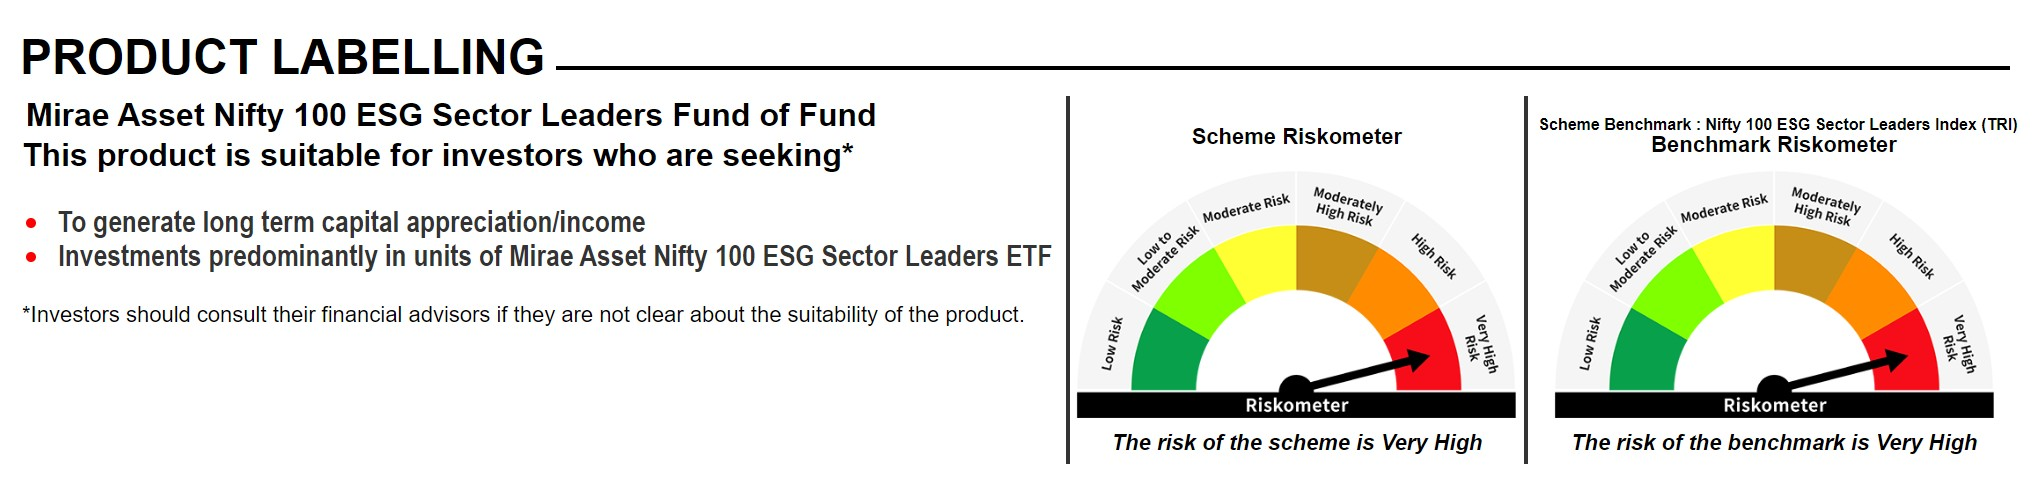 PRODUCT LABELLING
Mirae Asset Nifty 100 ESG Sector Leaders Fund of Fund
This product is suitable for investors who are seeking*
• To generate long term capital appreciation/income
• Investments predominantly in units of Mirae Asset Nifty 100 ESG Sector Leaders ETF
*Investors should consult their financial advisors if they are not clear about the suitability of the product.
Scheme Riskometer
Low Risk
Low to
Moderate Risk
Moderate Risk
Moderately
High Risk
High Risk
Very High
Risk
Riskometer
The risk of the scheme is Very High
Scheme Benchmark : Nifty 100 ESG Sector Leaders Index (TRI)
Benchmark Riskometer
Low Risk
Low to
Moderate Risk
Moderate Risk
Moderately
High Risk
High Risk
Very High
Risk
Riskometer
The risk of the benchmark is Very High